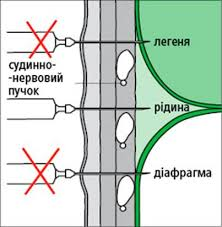 легеня
судинно-
-нервовий
пучок
рідина
діафрагма